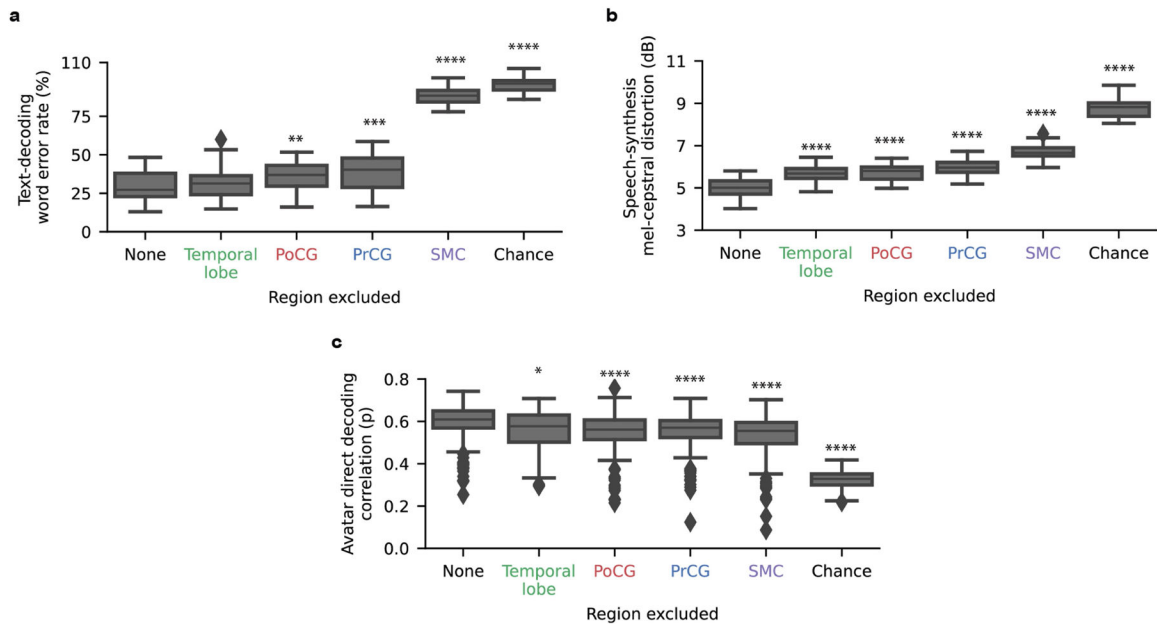 a
Text-decoding
word error rate (%)
110
75
50
25
0
**
***
****
****
None
Temporal
lobe
PoCG
PrCG
SMC
Chance
Region excluded
b
Speech-synthesis
mel-cepstral distortion (dB)
11
9
7
5
3
****
****
****
****
****
None
Temporal
lobe
PoCG
PrCG
SMC
Chance
Region excluded
c
Avatar direct decoding
correlation (p)
0.8
0.6
0.4
0.2
0.0
*
****
****
****
****
None
Temporal
lobe
PoCG
PrCG
SMC
Chance
Region excluded